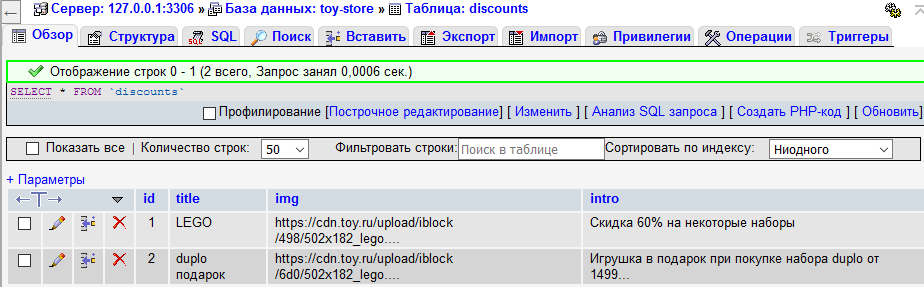 Сервер: 127.0.0.1:3306 » База данных: toy-store » Таблица: discounts
Обзор Структура SQL Поиск Вставить Экспорт Импорт Привилегии Операции Триггеры
Отображение строк 0 - 1 (2 всего, Запрос занял 0,0006 сек.)
SELECT * FROM `discounts`
Профилирование [Построчное редактирование] [ Изменить ] [ Анализ SQL запроса ] [ Создать PHP-код ] [ Обновить]
Показать все | Количество строк: 50 Фильтровать строки: Поиск в таблице Сортировать по индексу: Ниодного
+ Параметры
←T→ id title img intro
1 LEGO https://cdn.toy.ru/upload/iblock Скидка 60% на некоторые наборы
/498/502x182_lego....
2 duplo https://cdn.toy.ru/upload/iblock Игрушка в подарок при покупке набора duplo от
подарок /6d0/502x182_lego.... 1499...